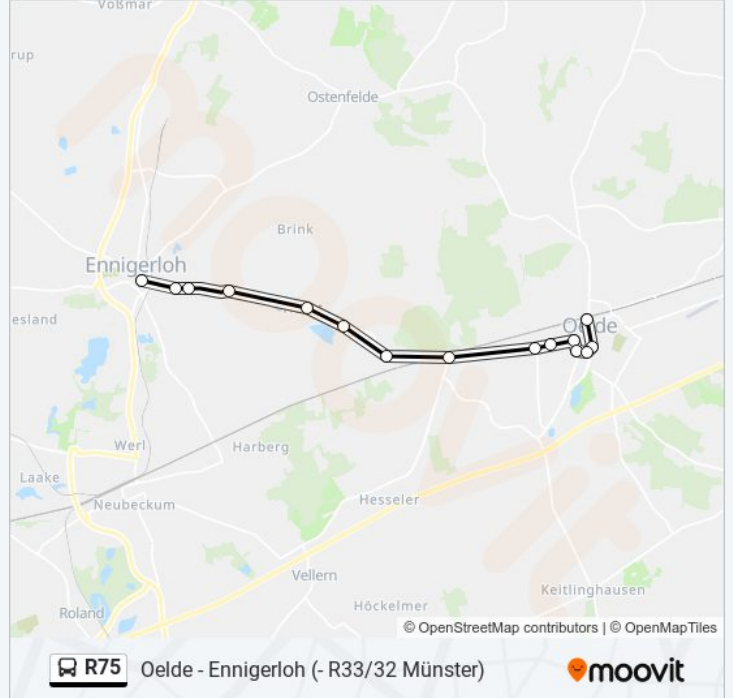 Voßmar
rup
Ostenfelde
Brink
Ennigerloh
esland
Oelde
Werl
Harberg
Laake
Hesseler
Neubeckum
Vellern
Keitlinghausen
Höckelmer
Roland
© OpenStreetMap contributors | © OpenMapTiles
R75 Oelde - Ennigerloh (- R33/32 Münster) moovit